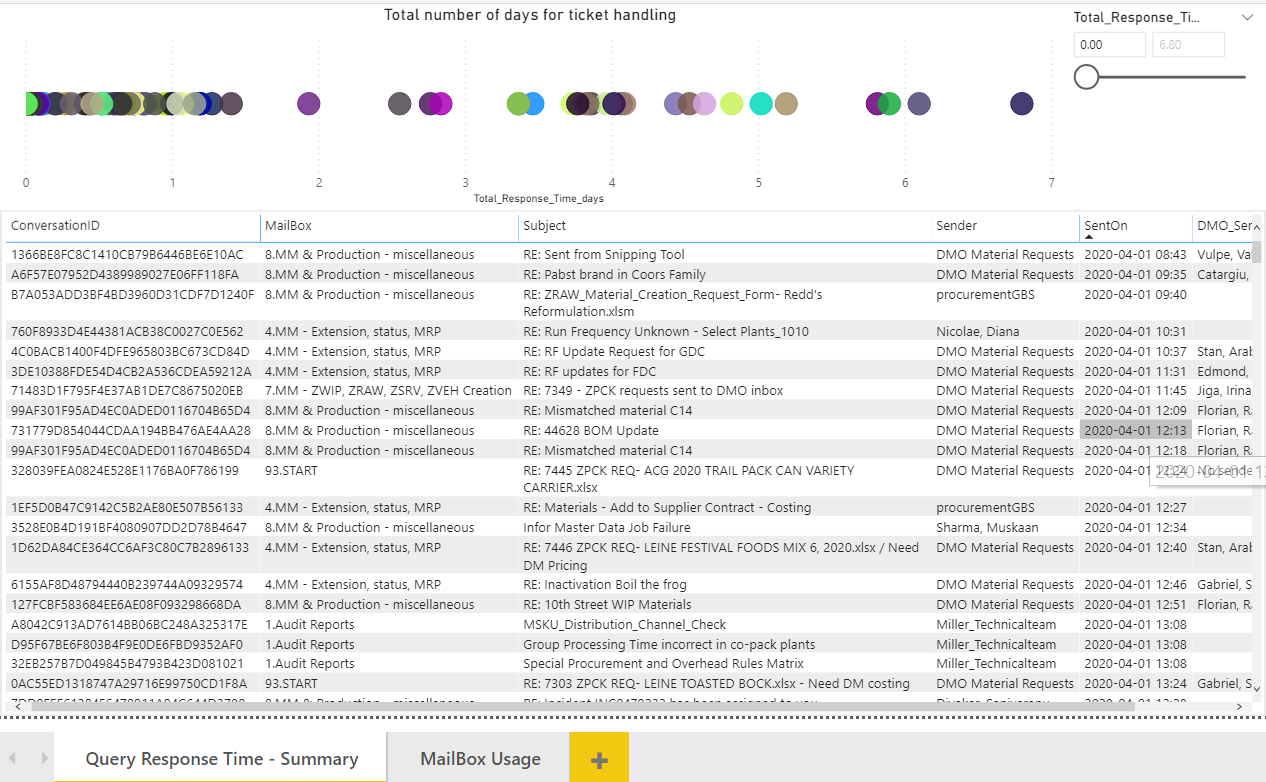 Total number of days for ticket handling
Total_Response_Ti...
0.00 6.80
0 1 2 3 4 5 6 7
Total_Response_Time_days
ConversationID MailBox Subject Sender SentOn DMO_Ser
1366BE8FC8C1410CB79B6446BE6E10AC 8.MM & Production - miscellaneous RE: Sent from Snipping Tool DMO Material Requests 2020-04-01 08:43 Vulpe, Va
A6F57E07952D4389989027E06FF118FA 8.MM & Production - miscellaneous RE: Pabst brand in Coors Family DMO Material Requests 2020-04-01 09:35 Catargiu,
B7A053ADD3BF4BD3960D31CDF7D1240F 8.MM & Production - miscellaneous RE: ZRAW_Material_Creation_Request_Form- Redd's procurementGBS 2020-04-01 09:40
Reformulation.xlsm
760F8933D4E44381ACB38C0027C0E562 4.MM - Extension, status, MRP RE: Run Frequency Unknown - Select Plants_1010 Nicolae, Diana 2020-04-01 10:31
4C0BACB1400F4DFE965803BC673CD84D 4.MM - Extension, status, MRP RE: RF Update Request for GDC DMO Material Requests 2020-04-01 10:37 Stan, Arab
3DE10388FDE54D4CB2A536CDEA59212A 4.MM - Extension, status, MRP RE: RF updates for FDC DMO Material Requests 2020-04-01 11:31 Edmond,
71483D1F795F4E37AB1DE7C8675020EB 7.MM - ZWIP, ZRAW, ZSRV, ZVEH Creation RE: 7349 - ZPCK requests sent to DMO inbox DMO Material Requests 2020-04-01 11:45 Jiga, Irina
99AF301F95AD4EC0ADED0116704B65D4 8.MM & Production - miscellaneous RE: Mismatched material C14 DMO Material Requests 2020-04-01 12:09 Florian, R
731779D854044CDAA194BB476AE4AA28 8.MM & Production - miscellaneous RE: 44628 BOM Update DMO Material Requests 2020-04-01 12:13 Florian, R
99AF301F95AD4EC0ADED0116704B65D4 8.MM & Production - miscellaneous RE: Mismatched material C14 DMO Material Requests 2020-04-01 12:18 Florian, R
328039FEA0824E528E1176BA0F786199 93.START RE: 7445 ZPCK REQ- ACG 2020 TRAIL PACK CAN VARIETY DMO Material Requests 2020-04-01 12:24 No sende
CARRIER.xlsx
1EF5D0B47C9142C5B2AE80E507B56133 4.MM - Extension, status, MRP RE: Materials - Add to Supplier Contract - Costing procurementGBS 2020-04-01 12:27
3528E0B4D191BF4080907DD2D78B4647 8.MM & Production - miscellaneous Infor Master Data Job Failure Sharma, Muskaan 2020-04-01 12:34
1D62DA84CE364CC6AF3C80C7B2896133 4.MM - Extension, status, MRP RE: 7446 ZPCK REQ- LEINE FESTIVAL FOODS MIX 6, 2020.xlsx / Need DMO Material Requests 2020-04-01 12:40 Stan, Arab
DM Pricing
6155AF8D48794440B239744A09329574 4.MM - Extension, status, MRP RE: Inactivation Boil the frog DMO Material Requests 2020-04-01 12:46 Gabriel, S
127FCBF583684EE6AE08F093298668DA 8.MM & Production - miscellaneous RE: 10th Street WIP Materials DMO Material Requests 2020-04-01 12:51 Florian, R
A8042C913AD7614BB06BC248A325317E 1.Audit Reports MSKU_Distribution_Channel_Check Miller_Technicalteam 2020-04-01 13:08
D95F67BE6F803B4F9E0DE6FBD9352AF0 1.Audit Reports Group Processing Time incorrect in co-pack plants Miller_Technicalteam 2020-04-01 13:08
32EB257B7D049845B4793B423D081021 1.Audit Reports Special Procurement and Overhead Rules Matrix Miller_Technicalteam 2020-04-01 13:08
0AC55ED1318747A29716E99750CD1F8A 93.START RE: 7303 ZPCK REQ- LEINE TOASTED BOCK.xlsx - Need DM costing DMO Material Requests 2020-04-01 13:24 Gabriel, S
Query Response Time - Summary MailBox Usage